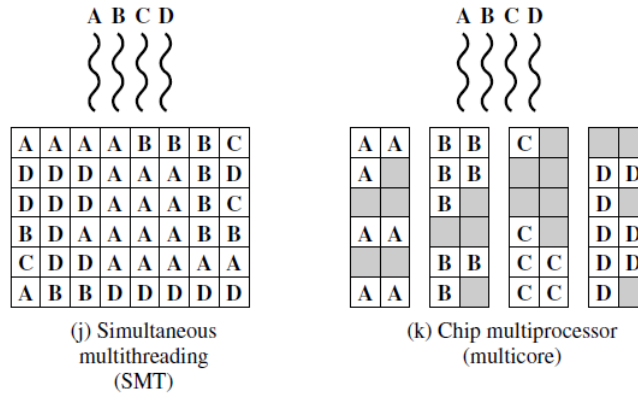 A B C D
A A A A B B B C
D D D A A A B D
D D D A A A B C
B D A A A A B B
C D D A A A A A
A B B D D D D D
(j) Simultaneous
multithreading
(SMT)
A B C D
A A B B C
A B B D D
B D
A A C D D
B B C C D D
A A B C C D
(k) Chip multiprocessor
(multicore)